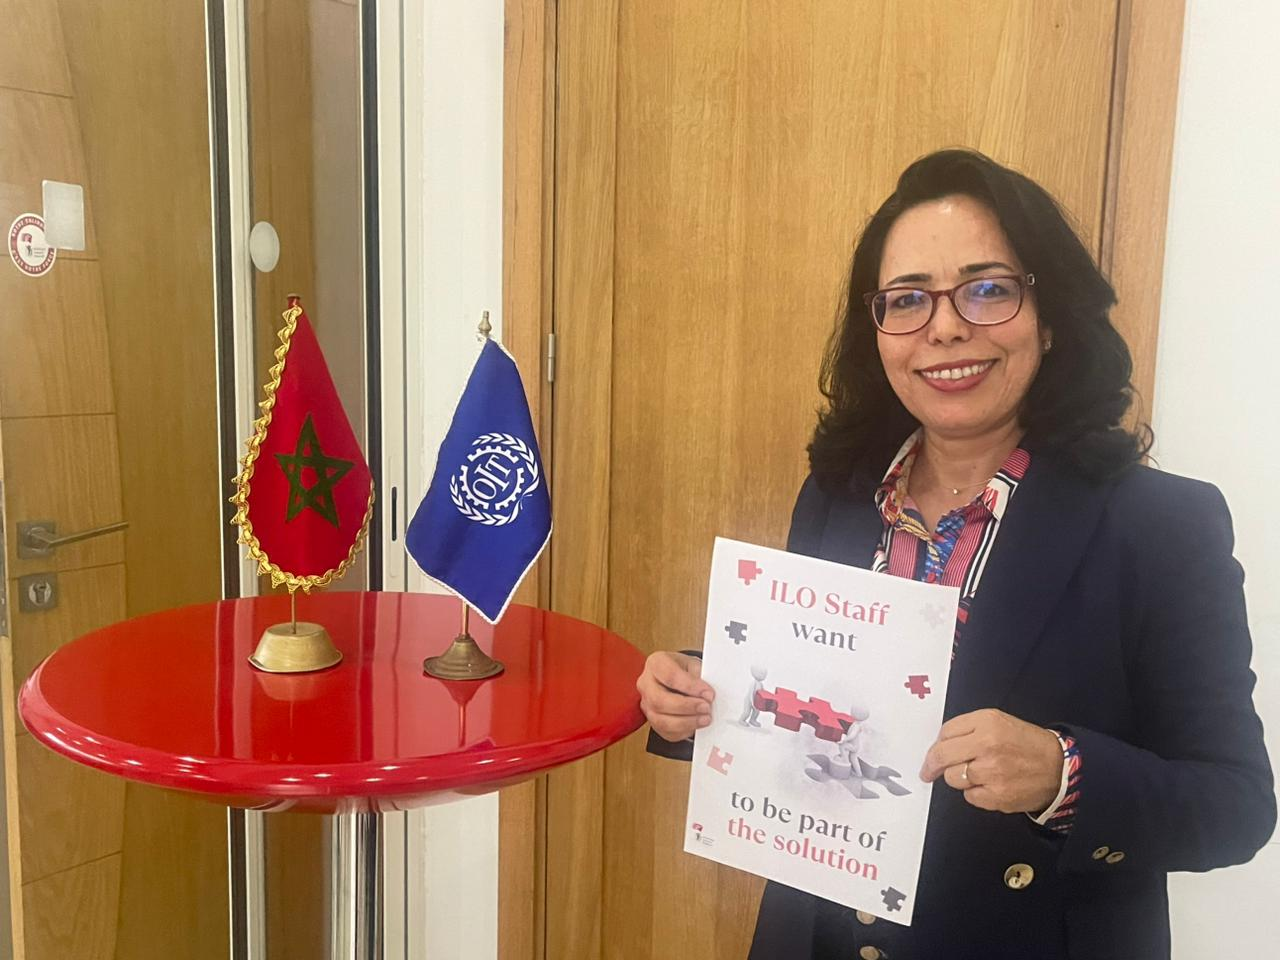 OIT
ILO Staff
want
to be part of
the solution